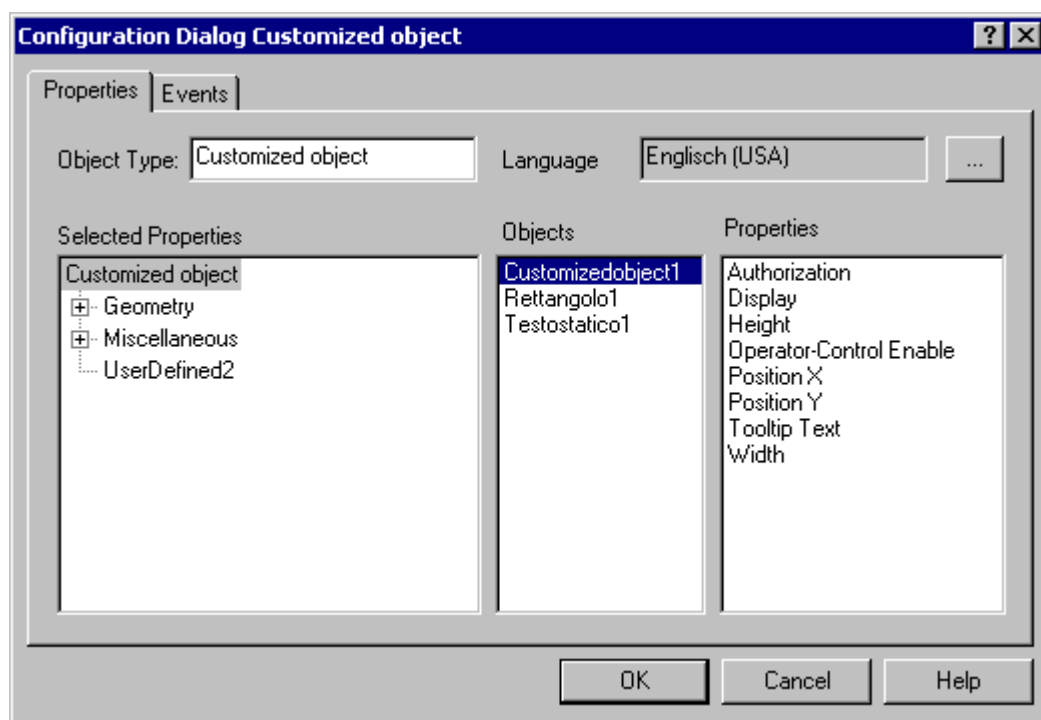 Configuration Dialog Customized object
Properties Events
Object Type: Customized object Language Englisch (USA) ...
Selected Properties
Customized object
Geometry
Miscellaneous
UserDefined2
Objects
Customizedobject1
Rettangolo1
Testostatico1
Properties
Authorization
Display
Height
Operator-Control Enable
Position X
Position Y
Tooltip Text
Width
OK Cancel Help